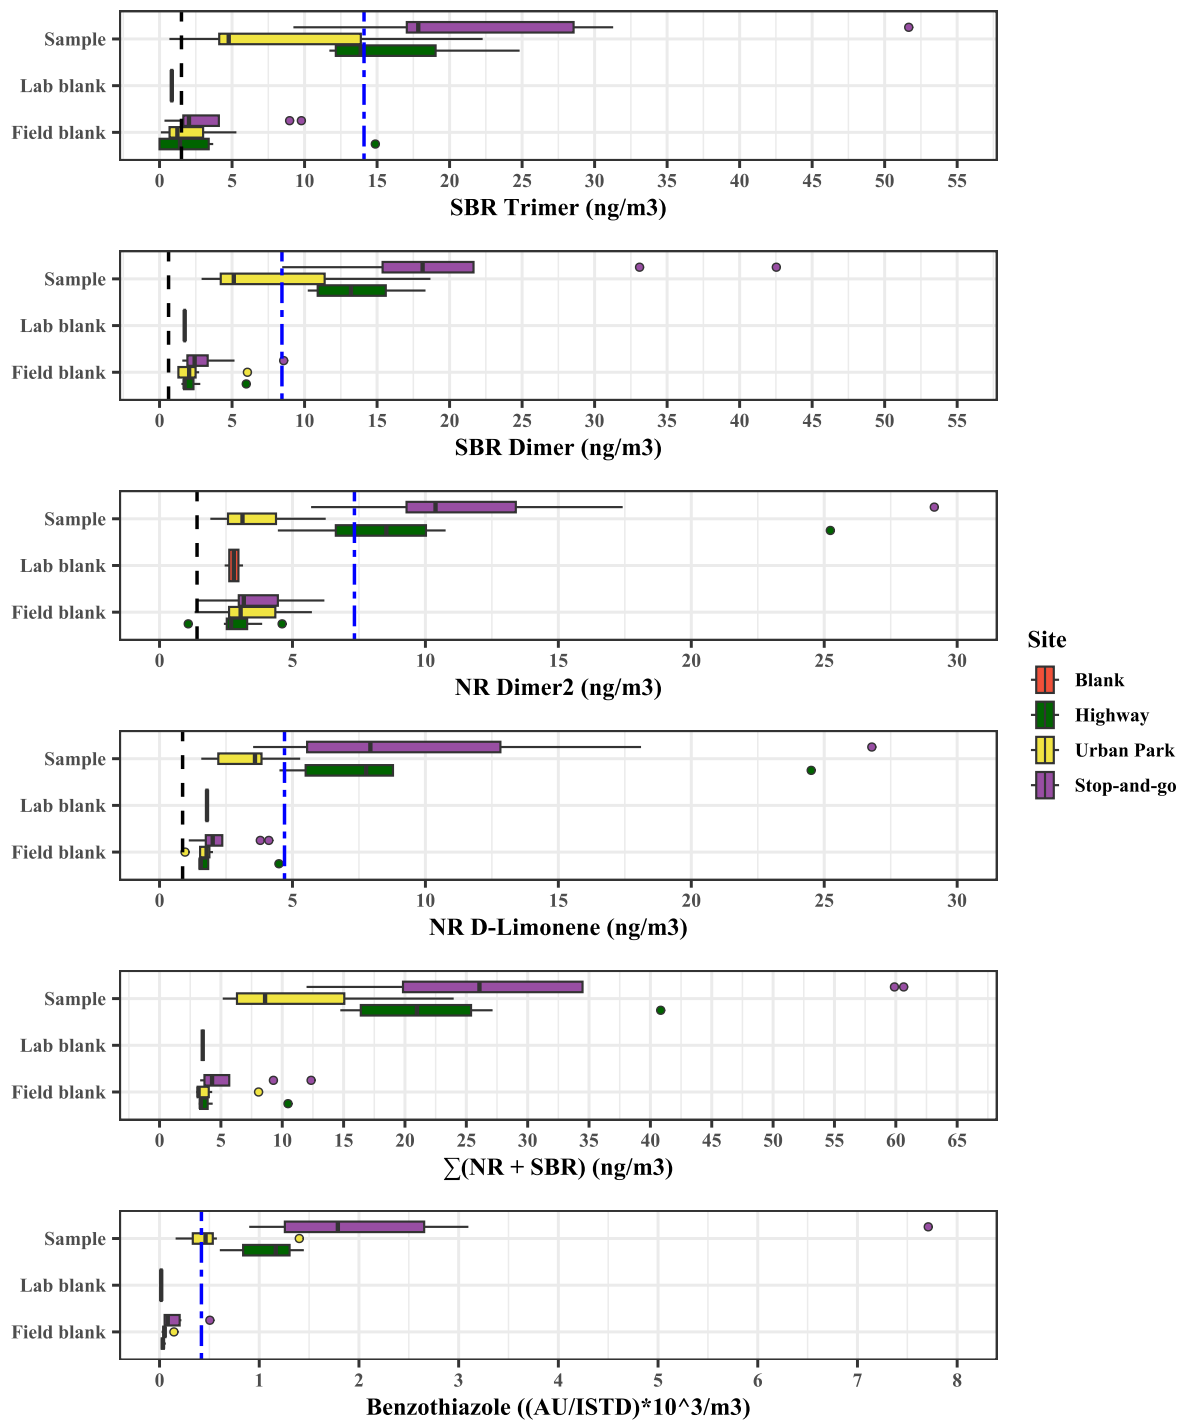 Sample
Lab blank
Field blank
0 5 10 15 20 25 30 35 40 45 50 55
SBR Trimer (ng/m3)
Sample
Lab blank
Field blank
0 5 10 15 20 25 30 35 40 45 50 55
SBR Dimer (ng/m3)
Sample
Lab blank
Field blank
0 5 10 15 20 25 30
NR Dimer2 (ng/m3)
Site
Blank
Highway
Urban Park
Stop-and-go
Sample
Lab blank
Field blank
0 5 10 15 20 25 30
NR D-Limonene (ng/m3)
Sample
Lab blank
Field blank
0 5 10 15 20 25 30 35 40 45 50 55 60 65
∑(NR + SBR) (ng/m3)
Sample
Lab blank
Field blank
0 1 2 3 4 5 6 7 8
Benzothiazole ((AU/ISTD)*10^3/m3)